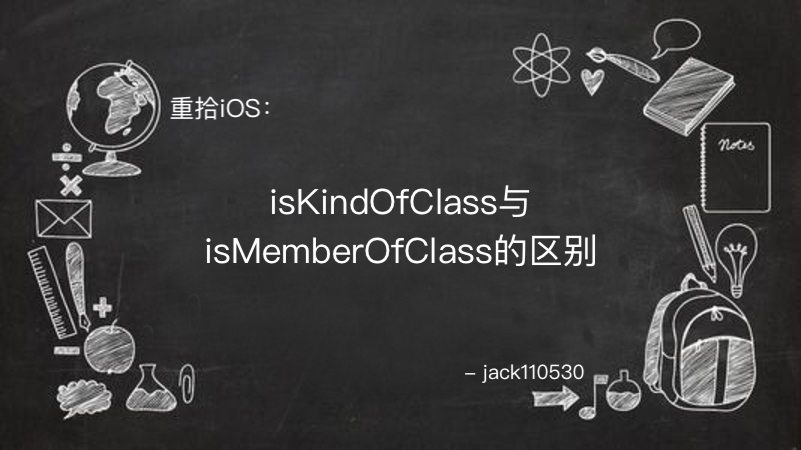 重拾iOS：
isKindOfClass与
isMemberOfClass的区别
Notes
– jack110530